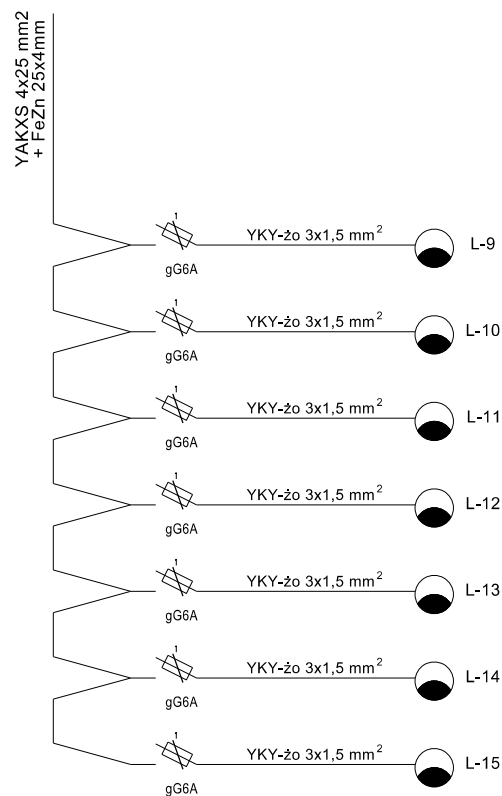 YAKXS 4x25 mm2
+ FeZn 25x4mm
1
YKY-żo 3x1,5 mm²
L-9
gG6A
1
YKY-żo 3x1,5 mm²
L-10
gG6A
1
YKY-żo 3x1,5 mm²
L-11
gG6A
1
YKY-żo 3x1,5 mm²
L-12
gG6A
1
YKY-żo 3x1,5 mm²
L-13
gG6A
1
YKY-żo 3x1,5 mm²
L-14
gG6A
1
YKY-żo 3x1,5 mm²
L-15
gG6A